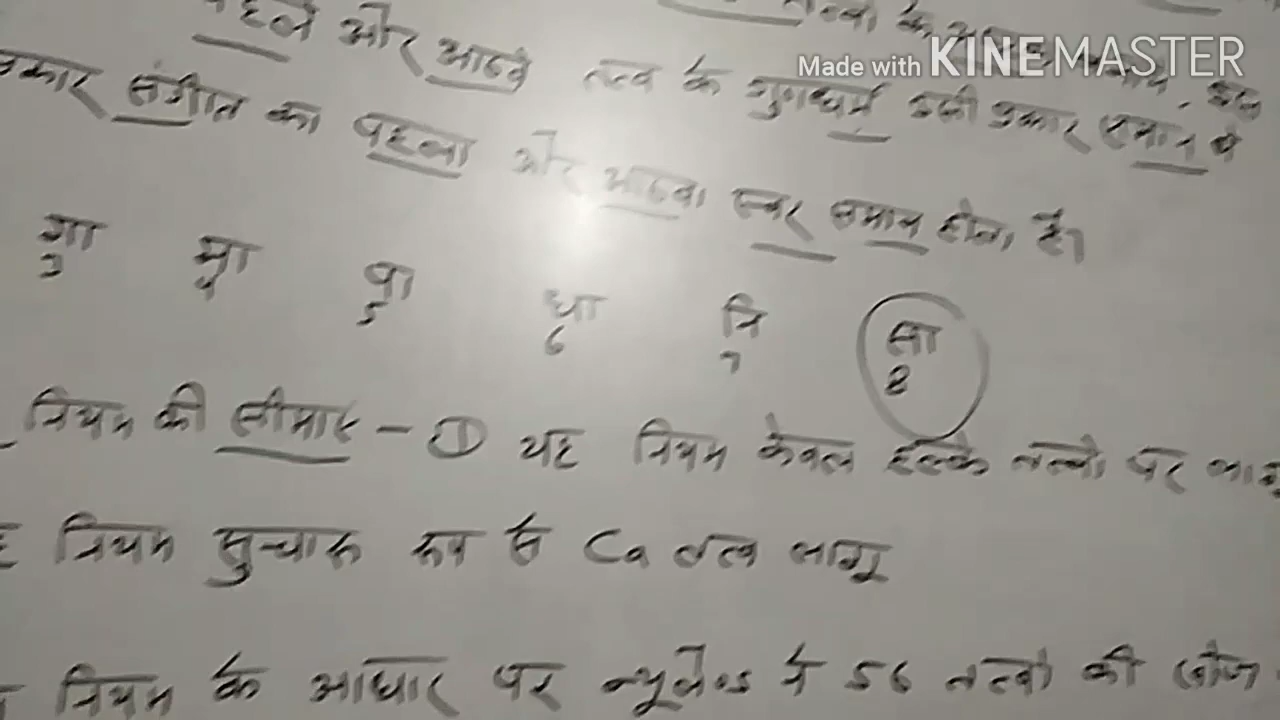 पहले और आठवे तत्व के गुणधर्म उसी प्रकार समान थे
प्रकार संगीत का पहला और आठवा स्वर समान होता है।
Made with KINEMASTER
गा मा पा धा नि सा
3 4 5 6 7 8
नियम की सीमाए - ① यह नियम केवल हल्के तत्वो पर लागू
नियम सुचारू रूप से Ca तत्व लागू
नियम के आधार पर न्यूलेण्ड ने 56 तत्वो की खोज